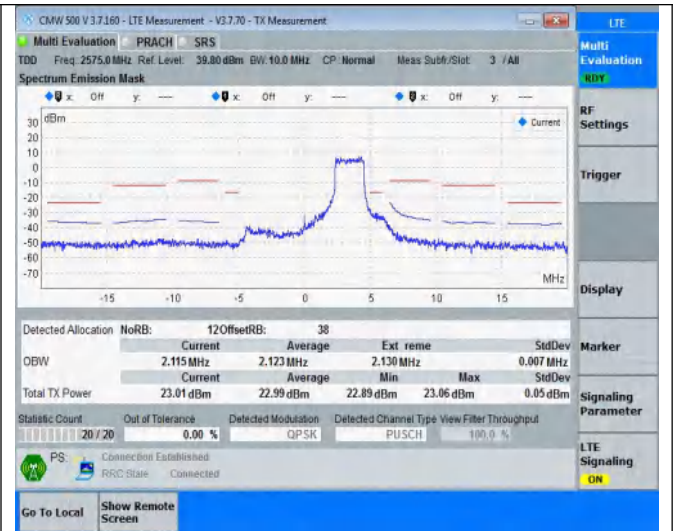 CMW 500 V 3.7.160 - LTE Measurement - V3.7.70 - TX Measurement
LTE
Multi Evaluation PRACH SRS
Multi Evaluation
RDY
TDD Freq: 2575.0 MHz Ref. Level: 39.80 dBm BW: 10.0 MHz CP: Normal Meas Subfr./Slot: 3 / All
Spectrum Emission Mask
x: Off y: --- x: Off y: --- x: Off y: ---
dBm
Current
30
20
10
0
-10
-20
-30
-40
-50
-60
-70
MHz
-15 -10 -5 0 5 10 15
RF Settings
Trigger
Display
Marker
Signaling Parameter
LTE Signaling
ON
Detected Allocation NoRB: 12 OffsetRB: 38
Current Average Extreme StdDev
OBW 2.115 MHz 2.123 MHz 2.130 MHz 0.007 MHz
Current Average Min Max StdDev
Total TX Power 23.01 dBm 22.99 dBm 22.89 dBm 23.06 dBm 0.05 dBm
Statistic Count Out of Tolerance Detected Modulation Detected Channel Type View Filter Throughput
20 / 20 0.00 % QPSK PUSCH 100.0 %
PS: Connection Established
RRC State Connected
Go To Local
Show Remote Screen